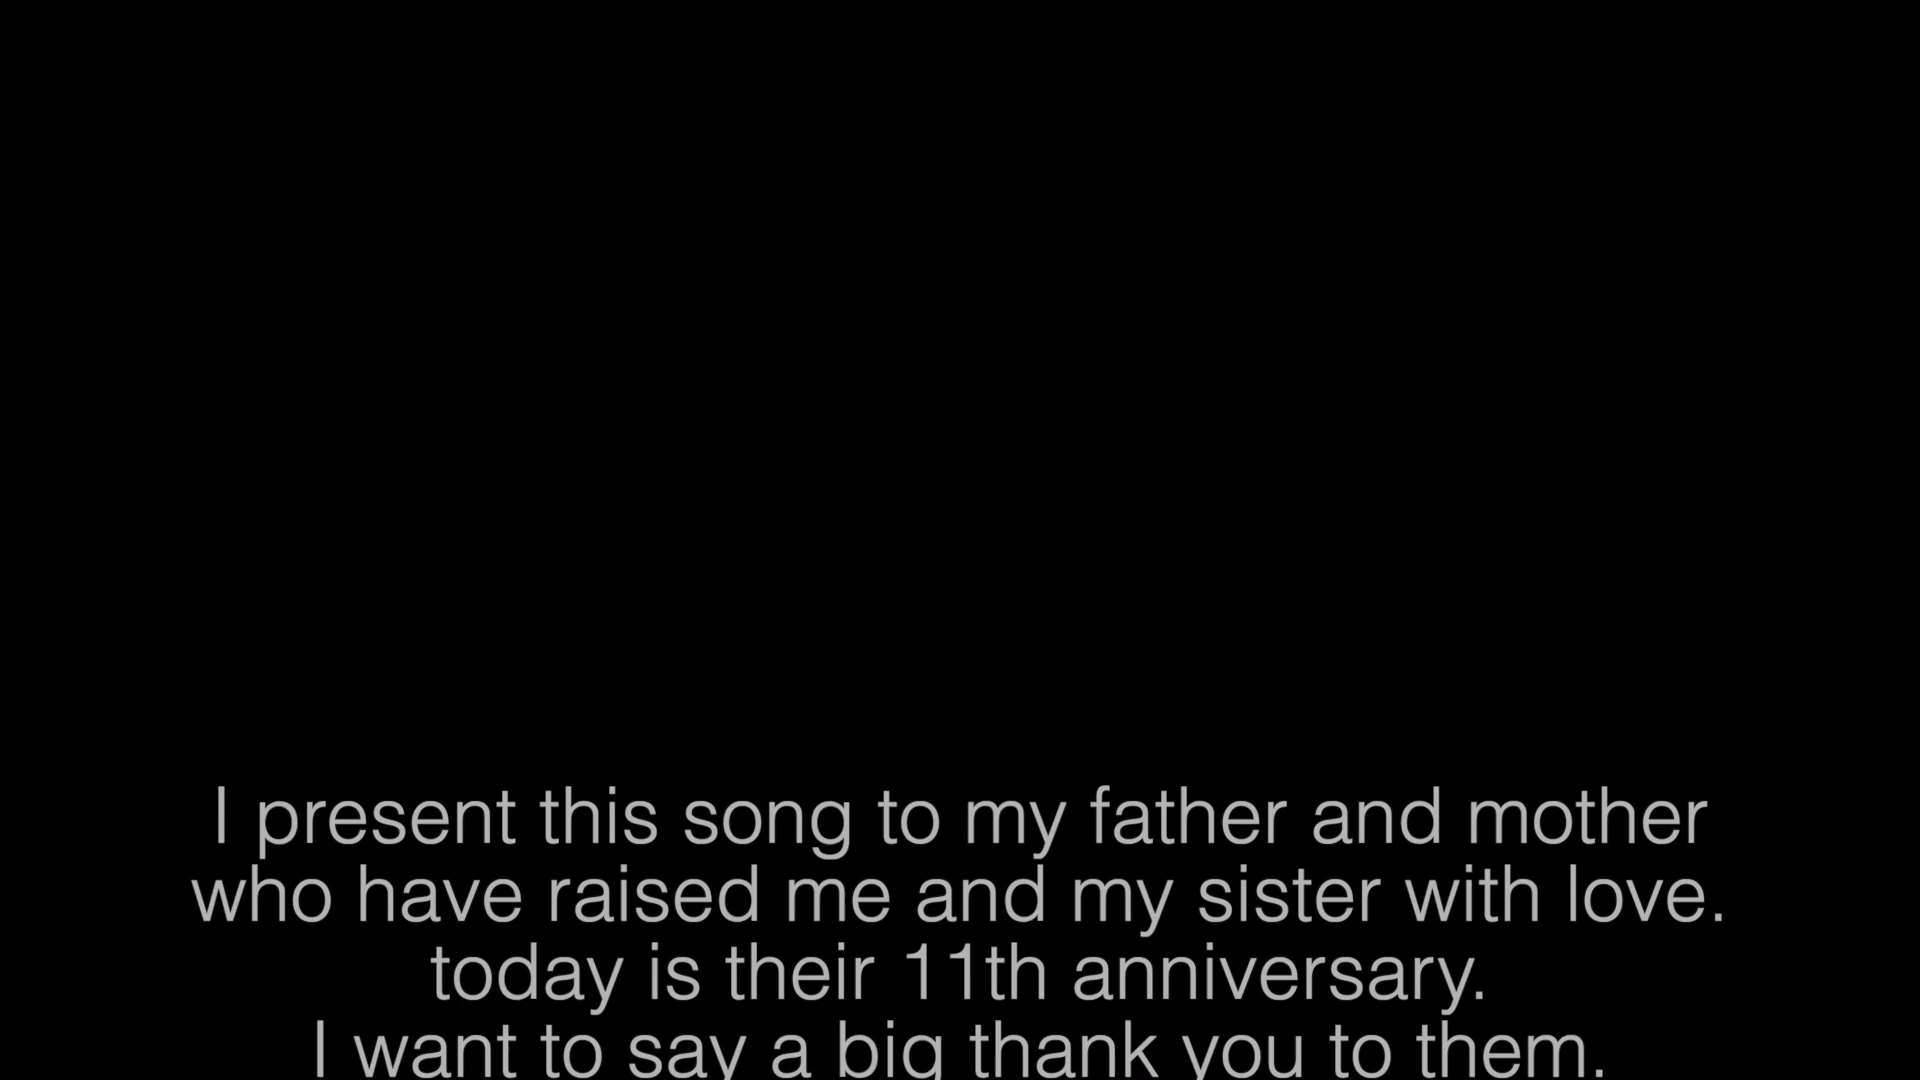 I present this song to my father and mother
who have raised me and my sister with love.
today is their 11th anniversary.
I want to say a big thank you to them.